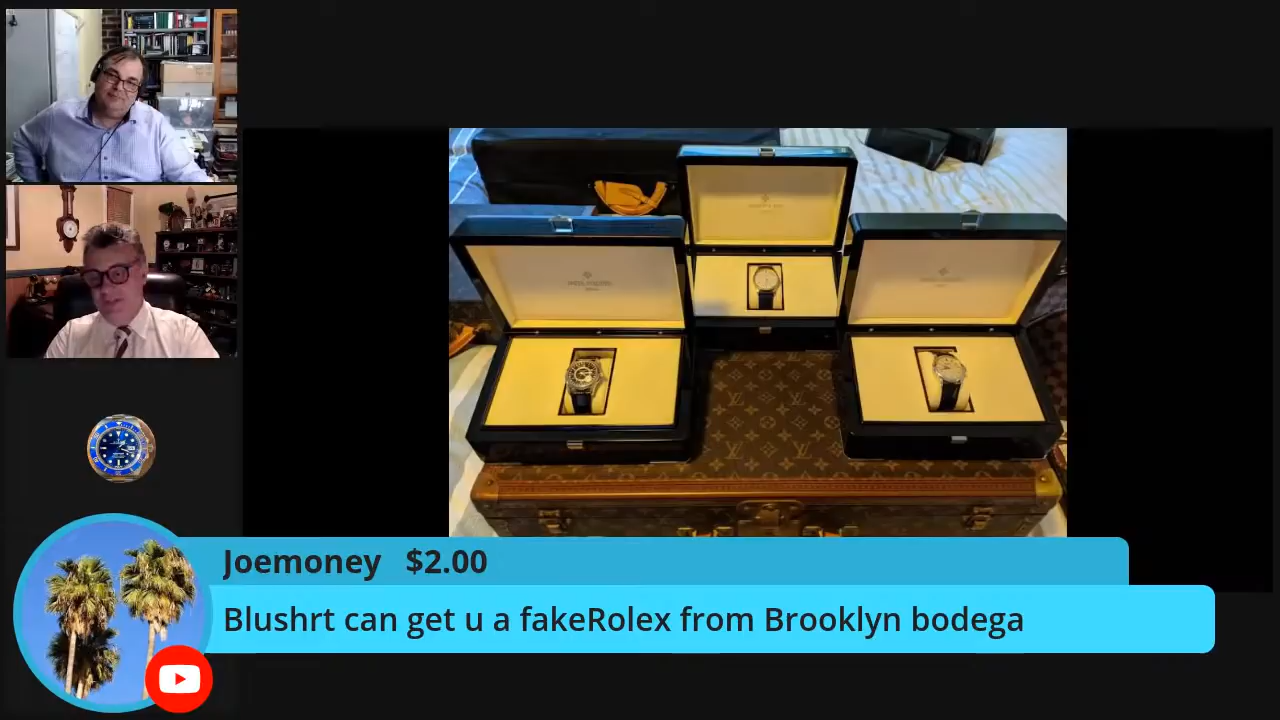 Joemoney $2.00
Blushrt can get u a fakeRolex from Brooklyn bodega